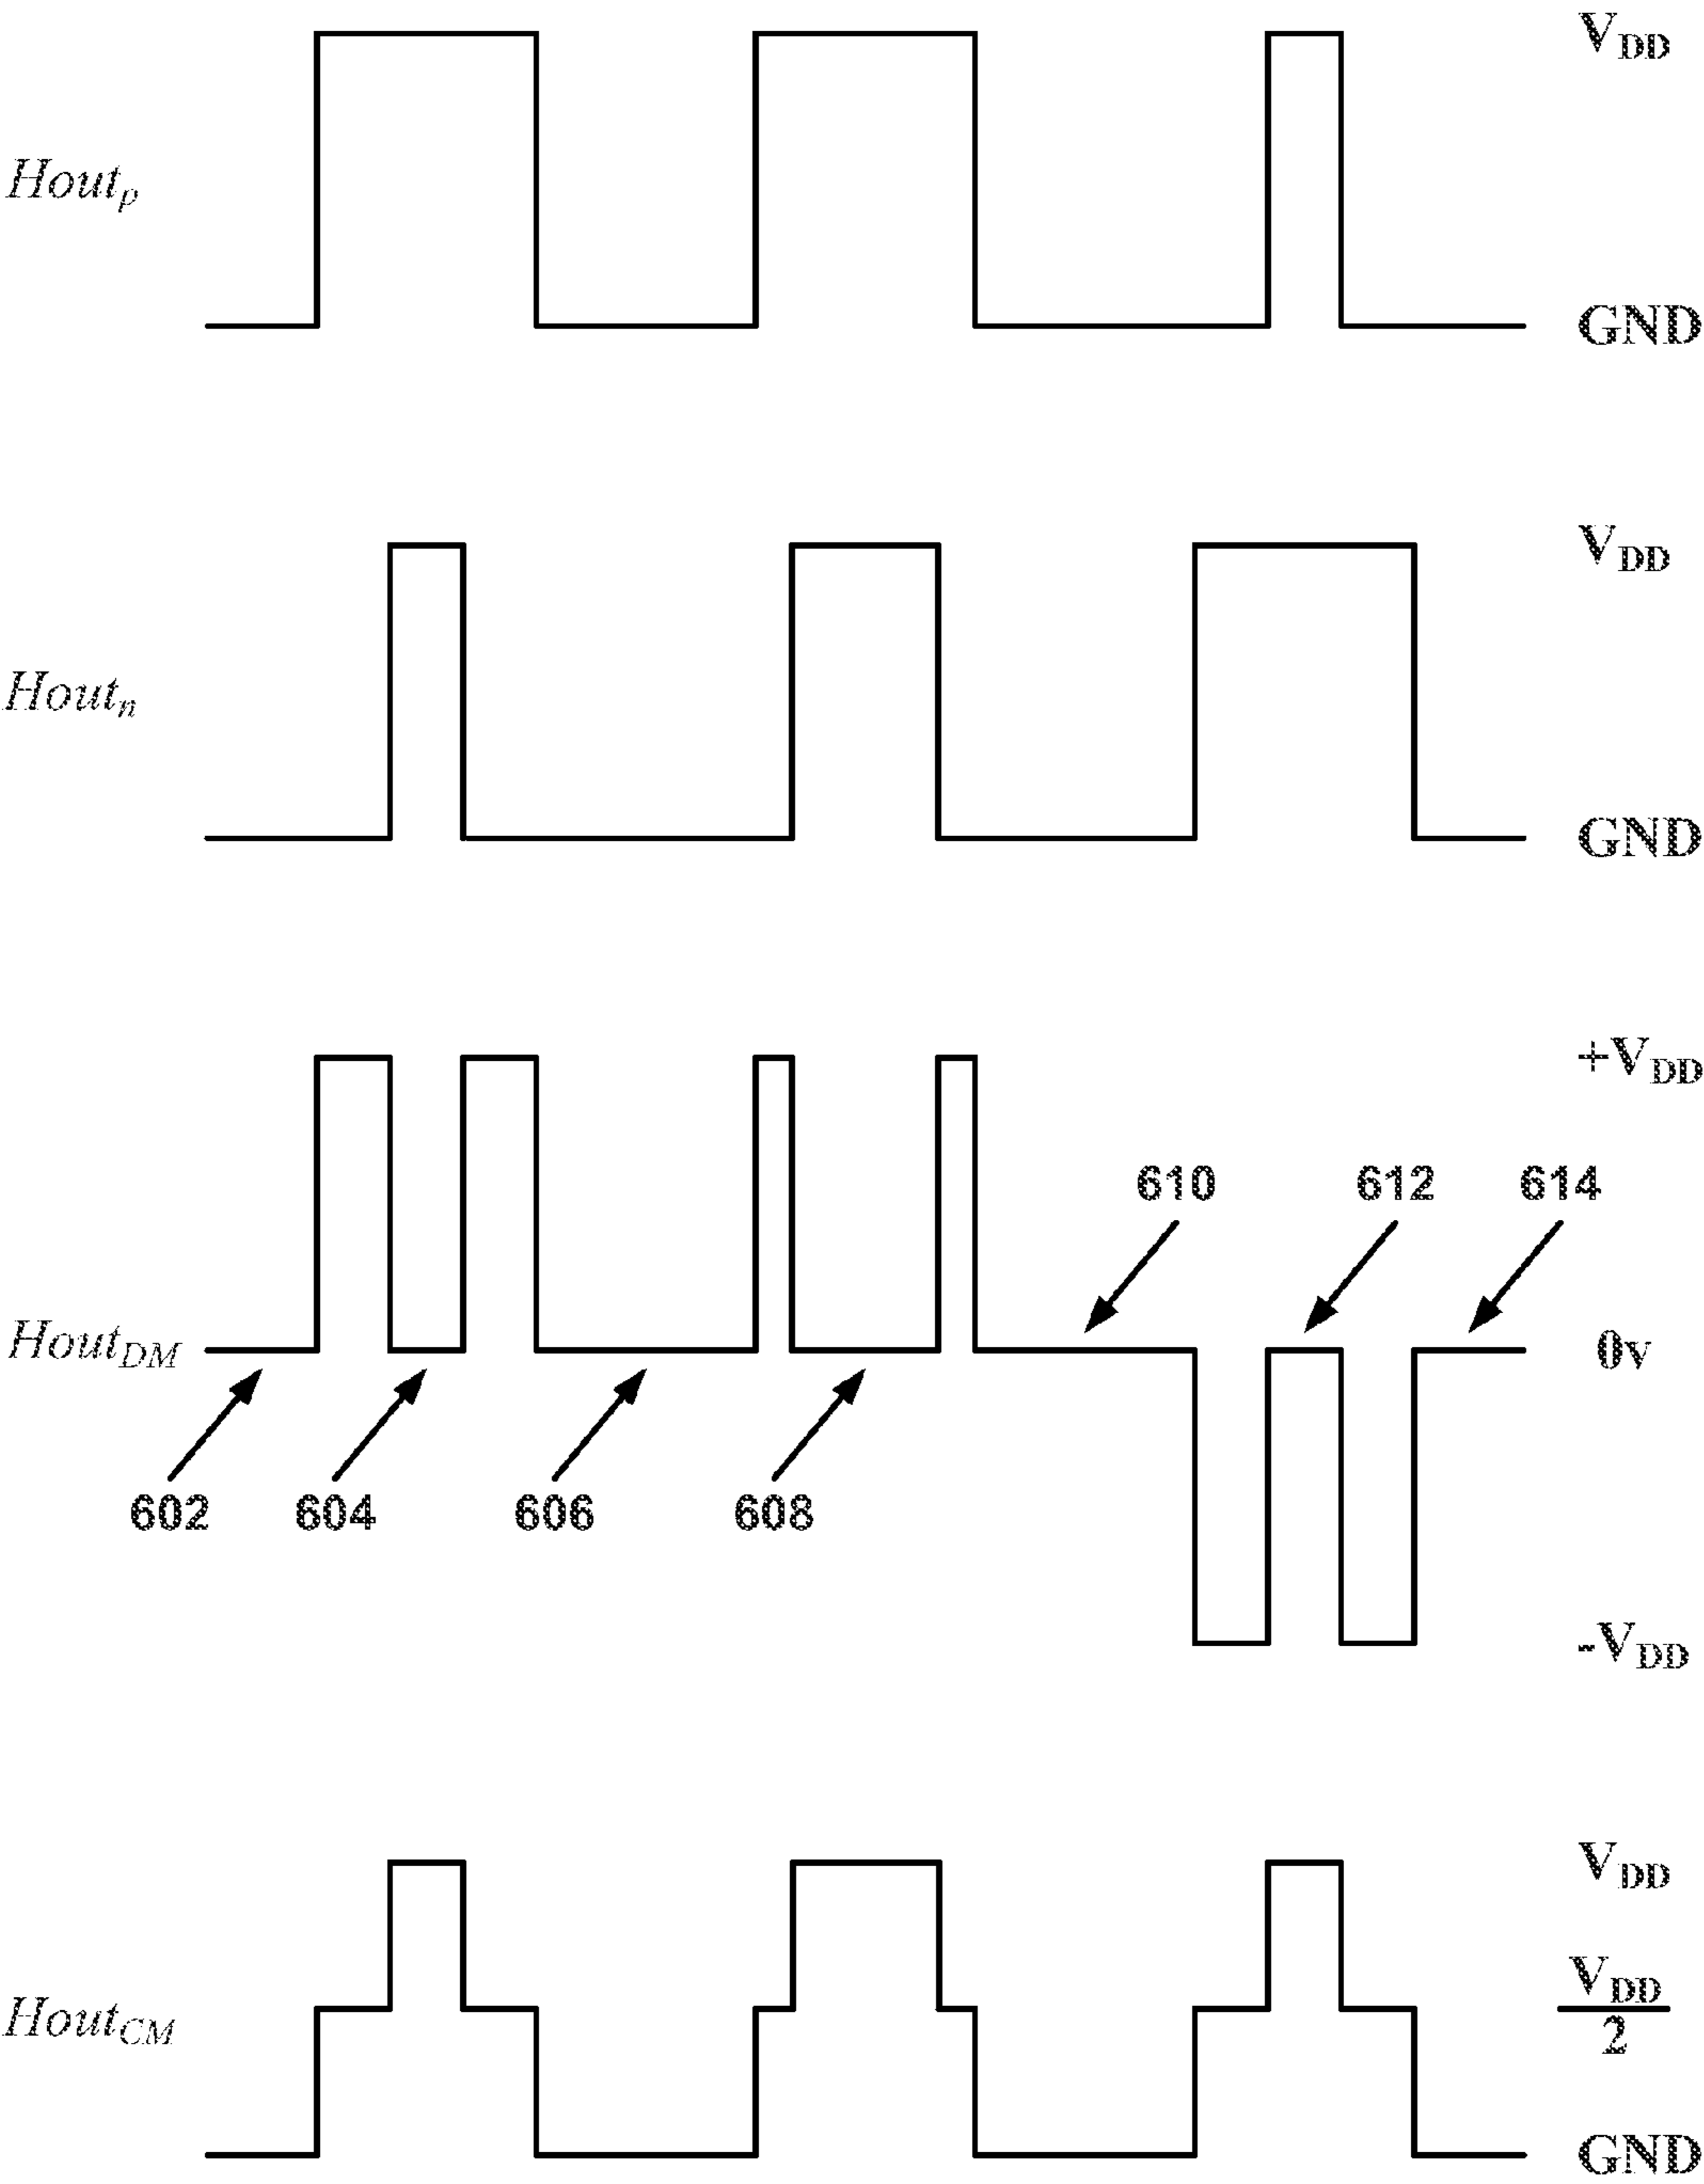 V_DD
Hout_p
GND
V_DD
Hout_n
GND
+V_DD
610 612 614
Hout_DM 0V
602 604 606 608
-V_DD
V_DD
V_DD
Hout_CM
2
GND